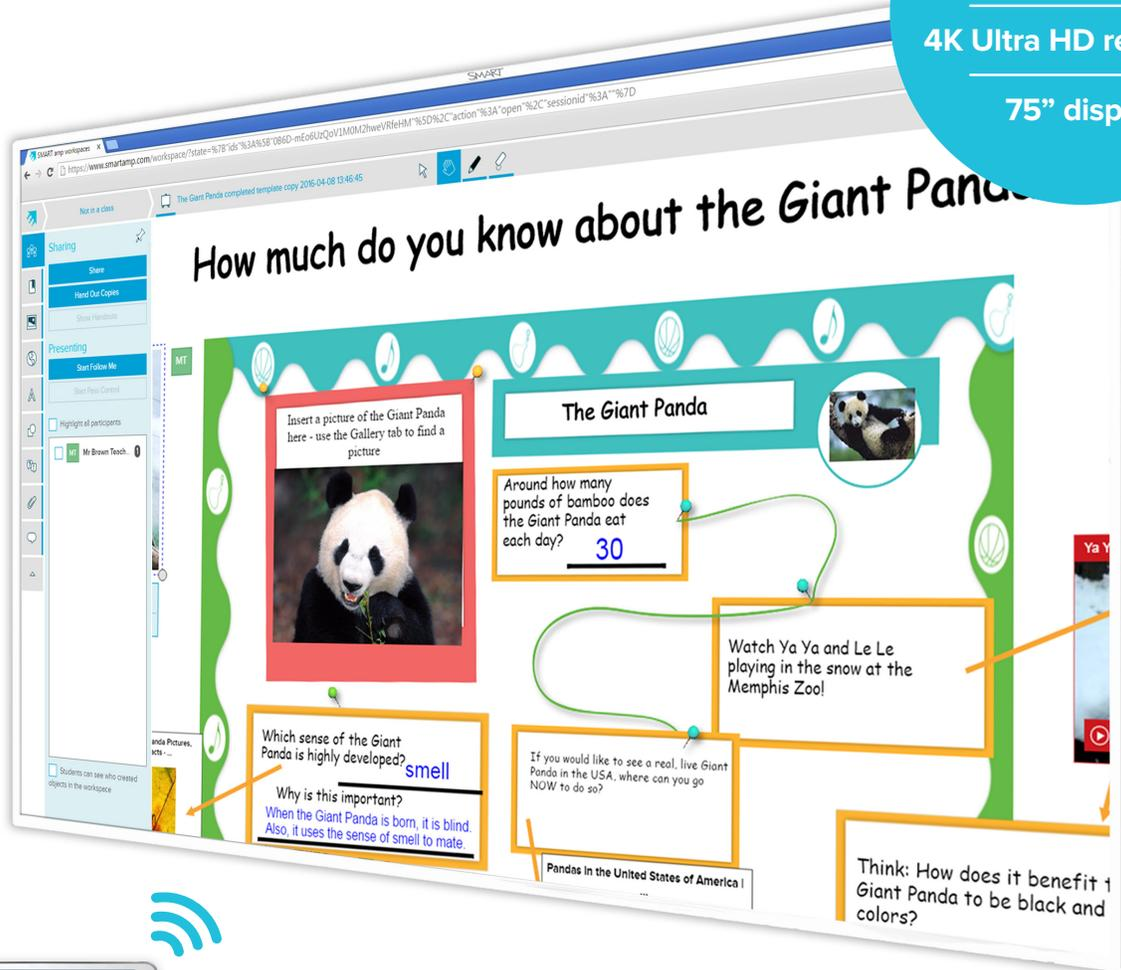 4K Ultra HD
75”
SMART
SMART amp workspaces
Not in a class
The Giant Panda completed template copy 2016-04-08 13:46:45
How much do you know about the Giant
Sharing
Share
Hand Out Copies
Show Handouts
Presenting
Start Follow Me
Start Pens Control
Highlight all participants
MT Mr Brown Teach..
Students can see who created
objects in the workspace
MT
Insert a picture of the Giant Panda
here - use the Gallery tab to find a
picture
The Giant Panda
Around how many
pounds of bamboo does
the Giant Panda eat
each day? 30
Watch Ya Ya and Le Le
playing in the snow at the
Memphis Zoo!
Ya
Which sense of the Giant
Panda is highly developed? smell
Why is this important?
When the Giant Panda is born, it is blind.
Also, it uses the sense of smell to mate.
If you would like to see a real, live Giant
Panda in the USA, where can you go
NOW to do so?
Pandas in the United States of America |
...
Pictures,
Think: How does it benefit
Giant Panda to be black and
colors?